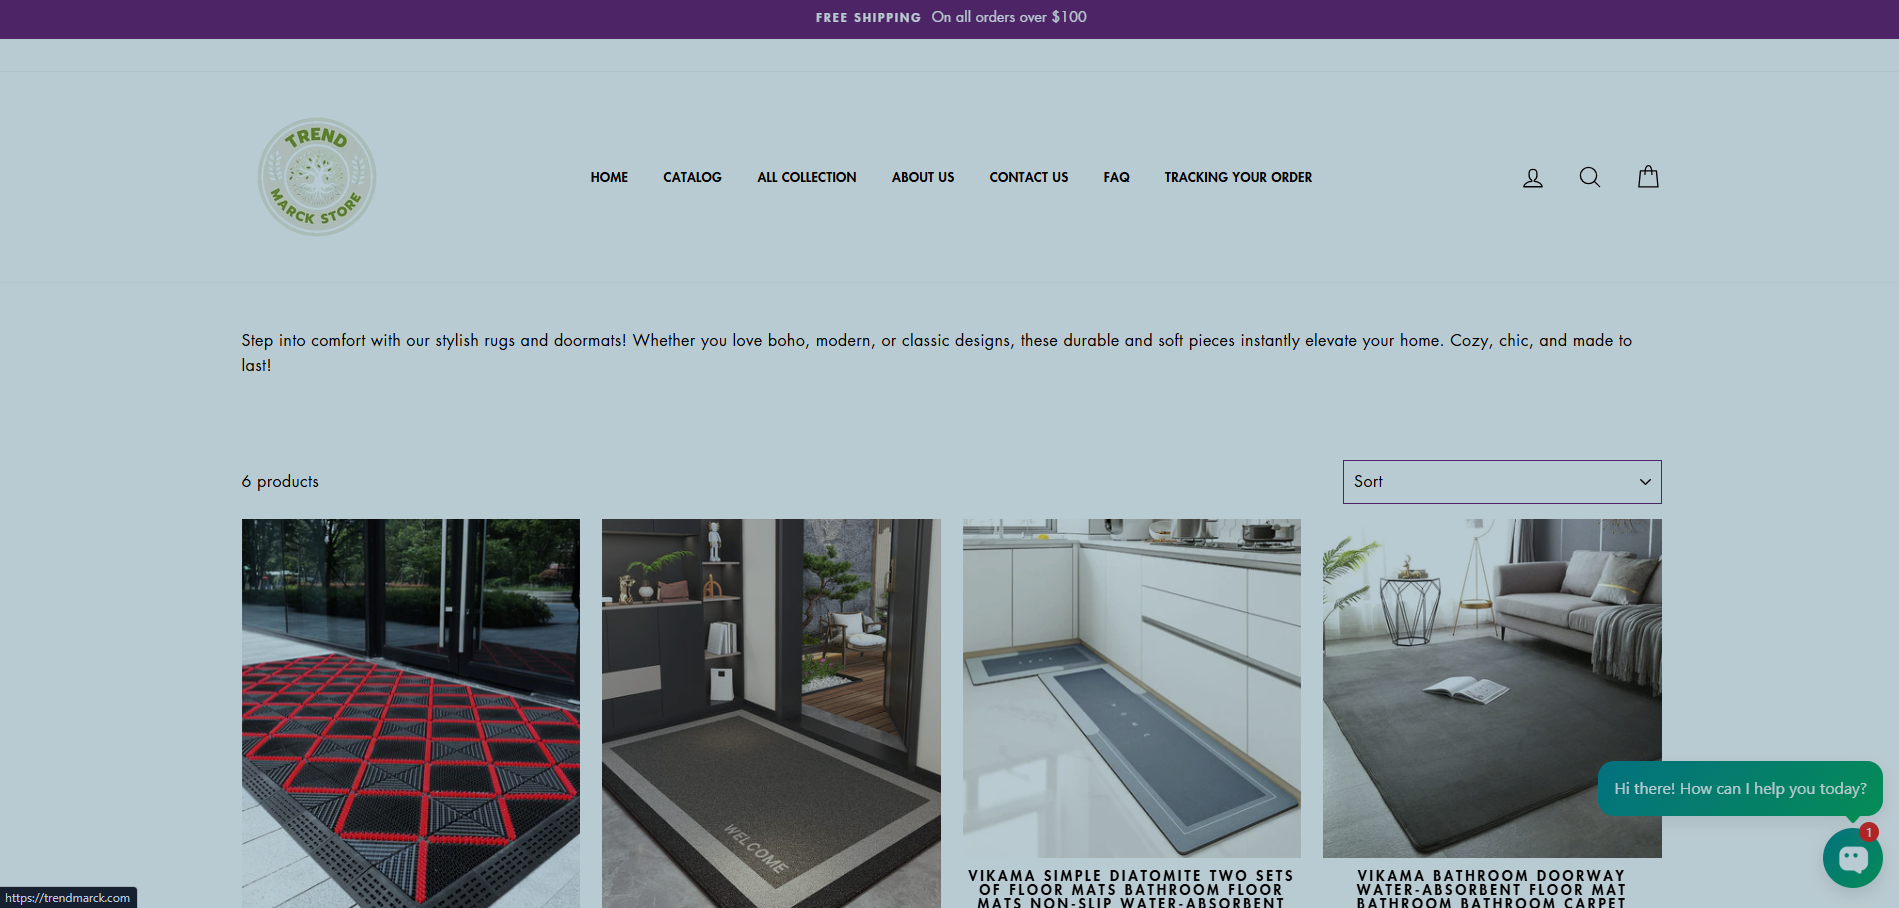 FREE SHIPPING On all orders over $100
TREND
MARCK STORE
HOME CATALOG ALL COLLECTION ABOUT US CONTACT US FAQ TRACKING YOUR ORDER
Step into comfort with our stylish rugs and doormats! Whether you love boho, modern, or classic designs, these durable and soft pieces instantly elevate your home. Cozy, chic, and made to
last!
6 products
Sort
WELCOME
VIKAMA SIMPLE DIATOMITE TWO SETS
OF FLOOR MATS BATHROOM FLOOR
MATS NON-SLIP WATER-ABSORBENT
VIKAMA BATHROOM DOORWAY
WATER-ABSORBENT FLOOR MAT
BATHROOM BATHROOM CARPET
Hi there! How can I help you today?
1
https://trendmarck.com